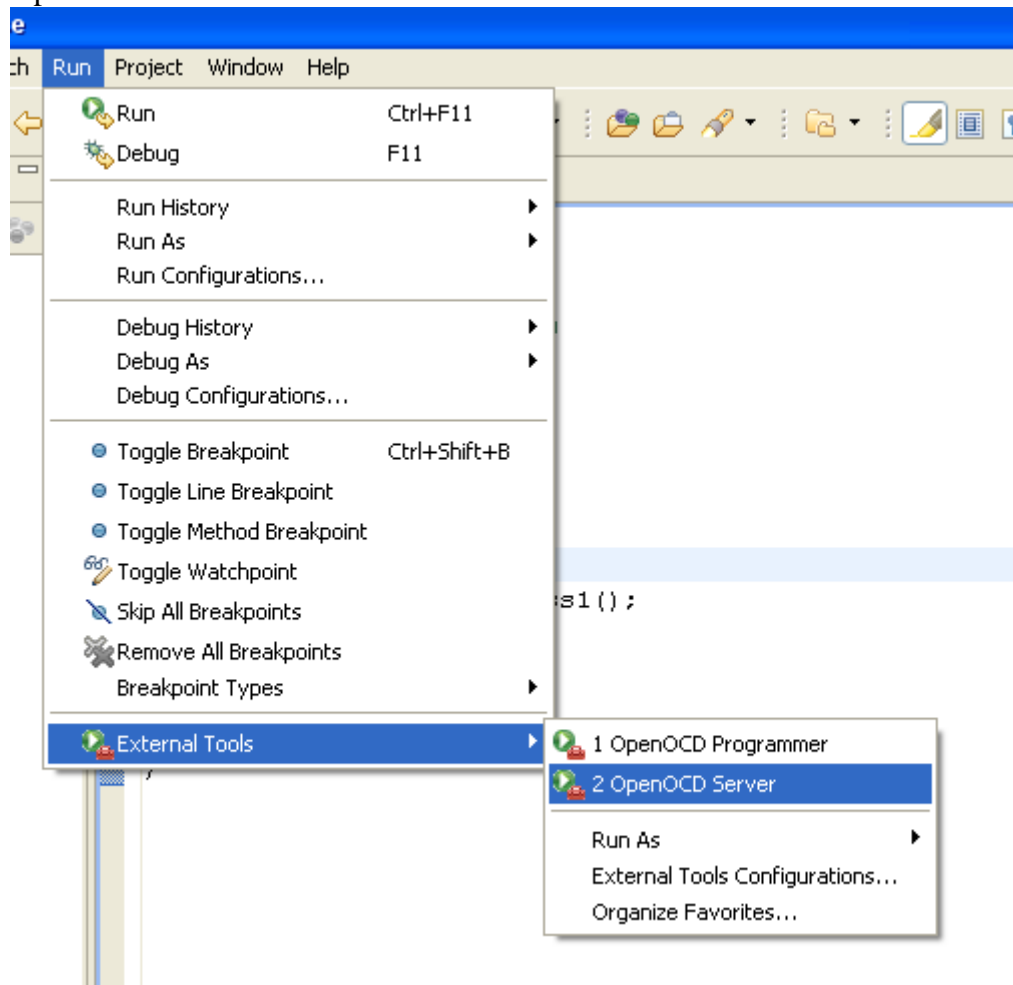 e
ch Run Project Window Help
Run Ctrl+F11
Debug F11
Run History
Run As
Run Configurations...
Debug History
Debug As
Debug Configurations...
Toggle Breakpoint Ctrl+Shift+B
Toggle Line Breakpoint
Toggle Method Breakpoint
Toggle Watchpoint
Skip All Breakpoints
s1();
Remove All Breakpoints
Breakpoint Types
External Tools
1 OpenOCD Programmer
2 OpenOCD Server
Run As
External Tools Configurations...
Organize Favorites...